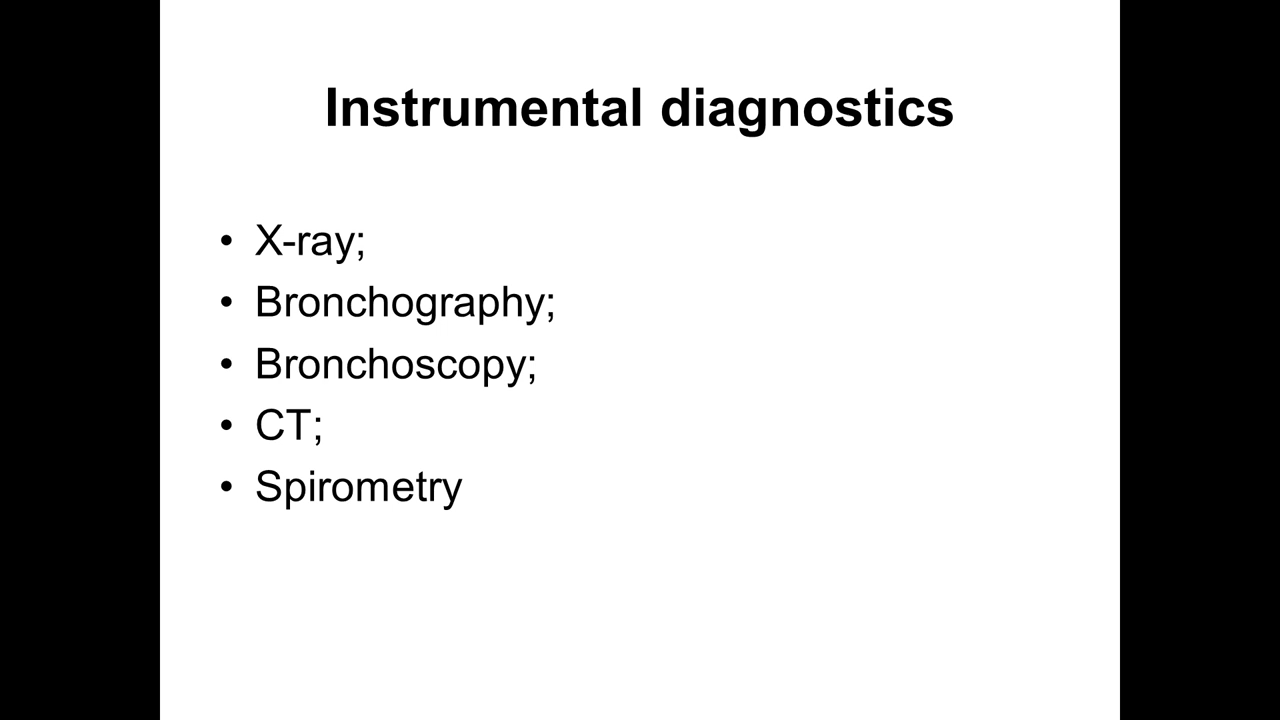 Instrumental diagnostics
• X-ray;
• Bronchography;
• Bronchoscopy;
• CT;
• Spirometry